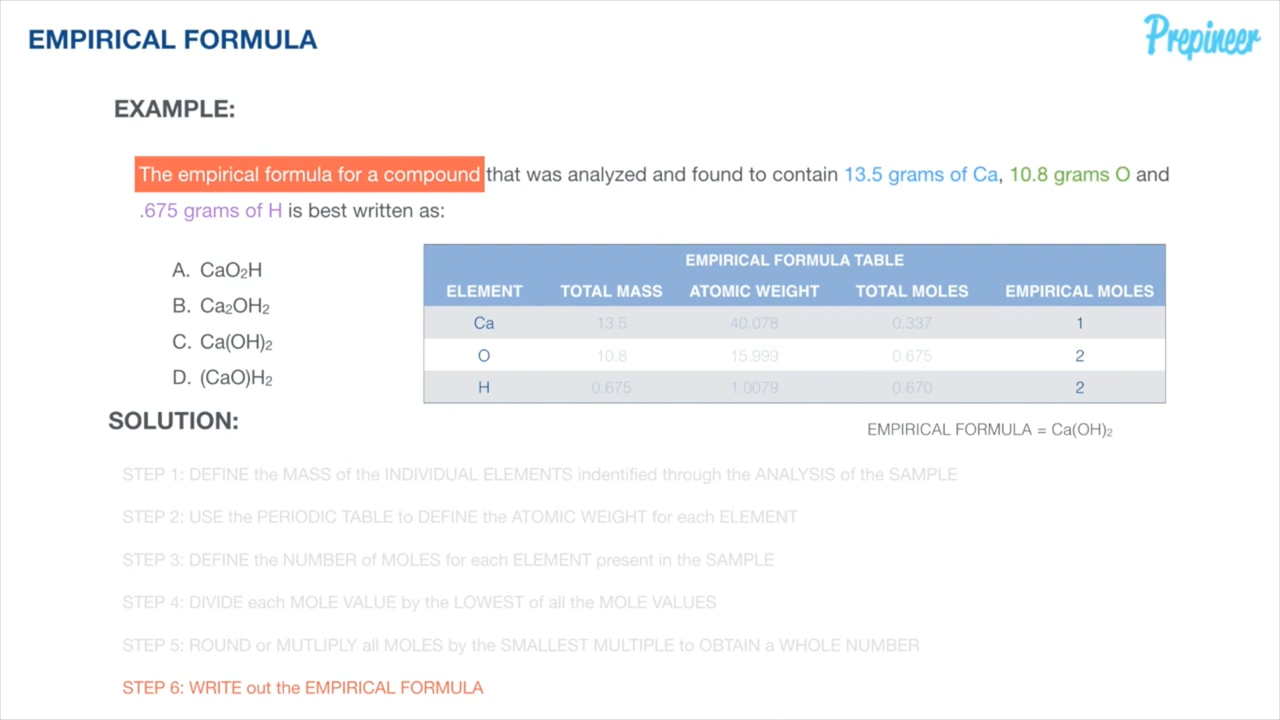 EMPIRICAL FORMULA
Prepineer
EXAMPLE:
The empirical formula for a compound that was analyzed and found to contain 13.5 grams of Ca, 10.8 grams O and
.675 grams of H is best written as:
A. CaO₂H
B. Ca₂OH₂
C. Ca(OH)₂
D. (CaO)H₂
EMPIRICAL FORMULA TABLE
ELEMENT TOTAL MASS ATOMIC WEIGHT TOTAL MOLES EMPIRICAL MOLES
Ca 13.5 40.078 0.337 1
O 10.8 15.999 0.675 2
H 0.675 1.0079 0.670 2
EMPIRICAL FORMULA = Ca(OH)₂
SOLUTION:
STEP 1: DEFINE the MASS of the INDIVIDUAL ELEMENTS indentified through the ANALYSIS of the SAMPLE
STEP 2: USE the PERIODIC TABLE to DEFINE the ATOMIC WEIGHT for each ELEMENT
STEP 3: DEFINE the NUMBER of MOLES for each ELEMENT present in the SAMPLE
STEP 4: DIVIDE each MOLE VALUE by the LOWEST of all the MOLE VALUES
STEP 5: ROUND or MUTLIPLY all MOLES by the SMALLEST MULTIPLE to OBTAIN a WHOLE NUMBER
STEP 6: WRITE out the EMPIRICAL FORMULA